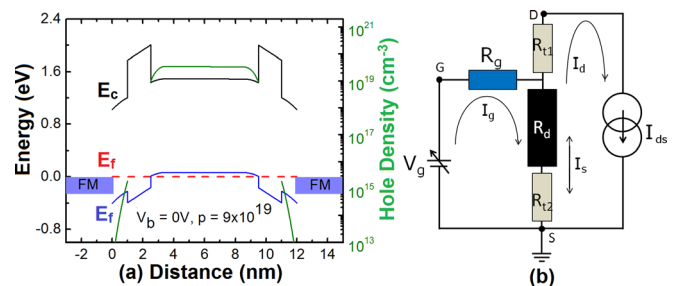 2.4
1.6
0.8
0.0
-0.8
Energy (eV)
E_c
E_f
FM
FM
E_f
V_b = 0V, p = 9x10^19
-2 0 2 4 6 8 10 12 14
(a) Distance (nm)
10^21
10^19
10^17
10^15
10^13
Hole Density (cm^-3)
D
R_t1
I_d
G
R_g
I_g
R_d
I_ds
V_g
I_s
R_t2
S
(b)